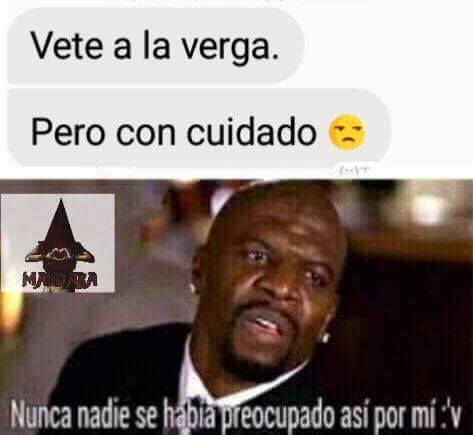 Vete a la verga.
Pero con cuidado 😒
Nunca nadie se había preocupado así por mí :'v